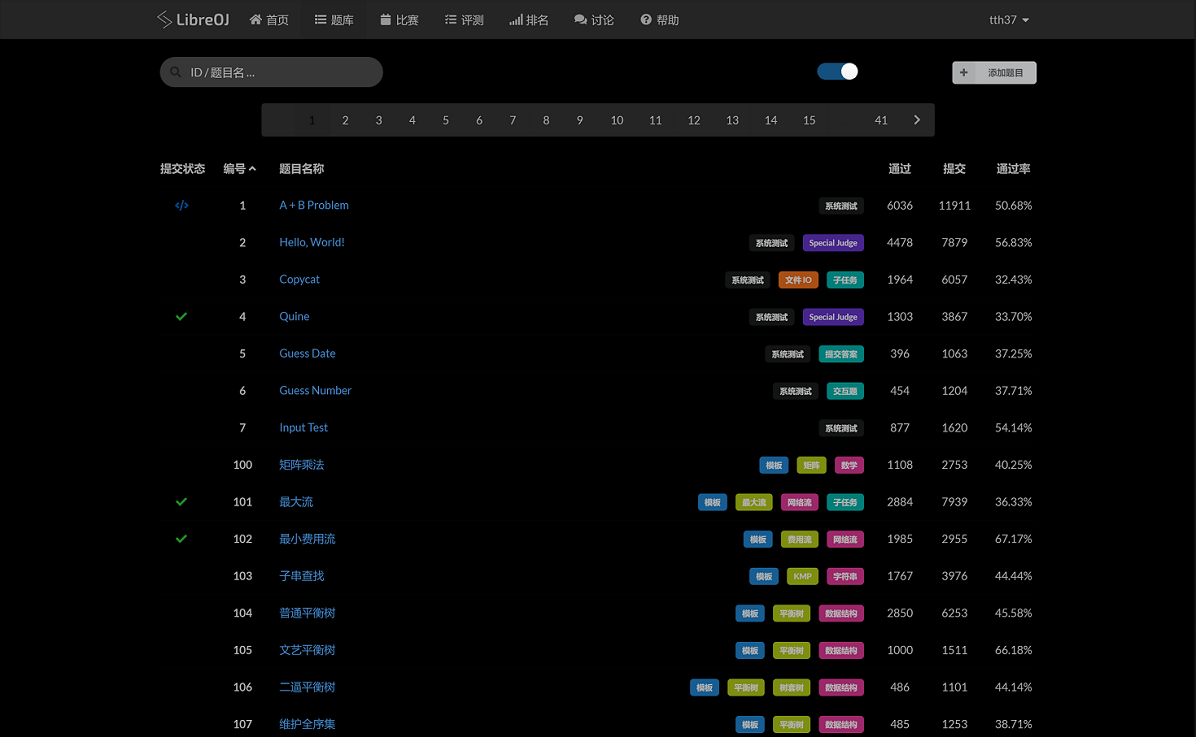 LibreOJ 首页 题库 比赛 评测 排名 讨论 帮助 tth37
ID / 题目名 ... 添加题目
1 2 3 4 5 6 7 8 9 10 11 12 13 14 15 41
提交状态 编号 题目名称 通过 提交 通过率
</> 1 A + B Problem 系统测试 6036 11911 50.68%
2 Hello, World! 系统测试 Special Judge 4478 7879 56.83%
3 Copycat 系统测试 文件 IO 子任务 1964 6057 32.43%
4 Quine 系统测试 Special Judge 1303 3867 33.70%
5 Guess Date 系统测试 提交答案 396 1063 37.25%
6 Guess Number 系统测试 交互题 454 1204 37.71%
7 Input Test 系统测试 877 1620 54.14%
100 矩阵乘法 模板 矩阵 数学 1108 2753 40.25%
101 最大流 模板 最大流 网络流 子任务 2884 7939 36.33%
102 最小费用流 模板 费用流 网络流 1985 2955 67.17%
103 子串查找 模板 KMP 字符串 1767 3976 44.44%
104 普通平衡树 模板 平衡树 数据结构 2850 6253 45.58%
105 文艺平衡树 模板 平衡树 数据结构 1000 1511 66.18%
106 二逼平衡树 模板 平衡树 树套树 数据结构 486 1101 44.14%
107 维护全序集 模板 平衡树 数据结构 485 1253 38.71%